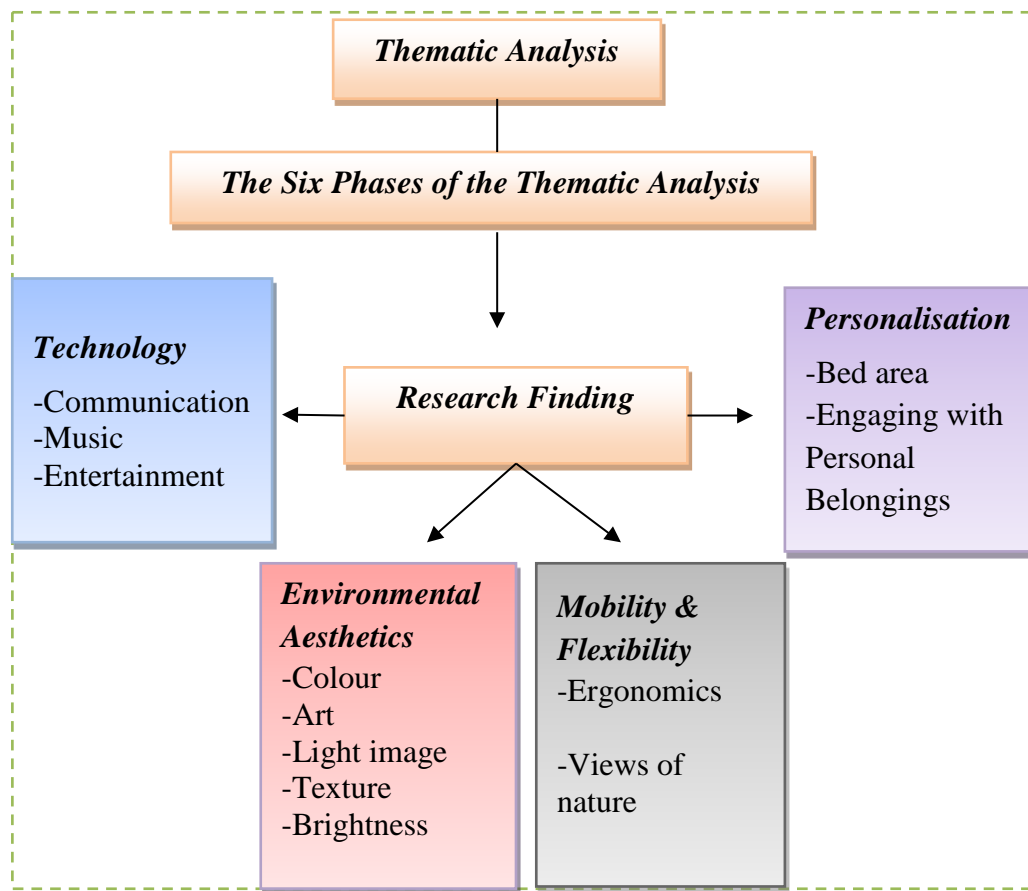 Thematic Analysis
The Six Phases of the Thematic Analysis
Research Finding
Technology
-Communication
-Music
-Entertainment
Personalisation
-Bed area
-Engaging with
Personal
Belongings
Environmental
Aesthetics
-Colour
-Art
-Light image
-Texture
-Brightness
Mobility &
Flexibility
-Ergonomics
-Views of
nature